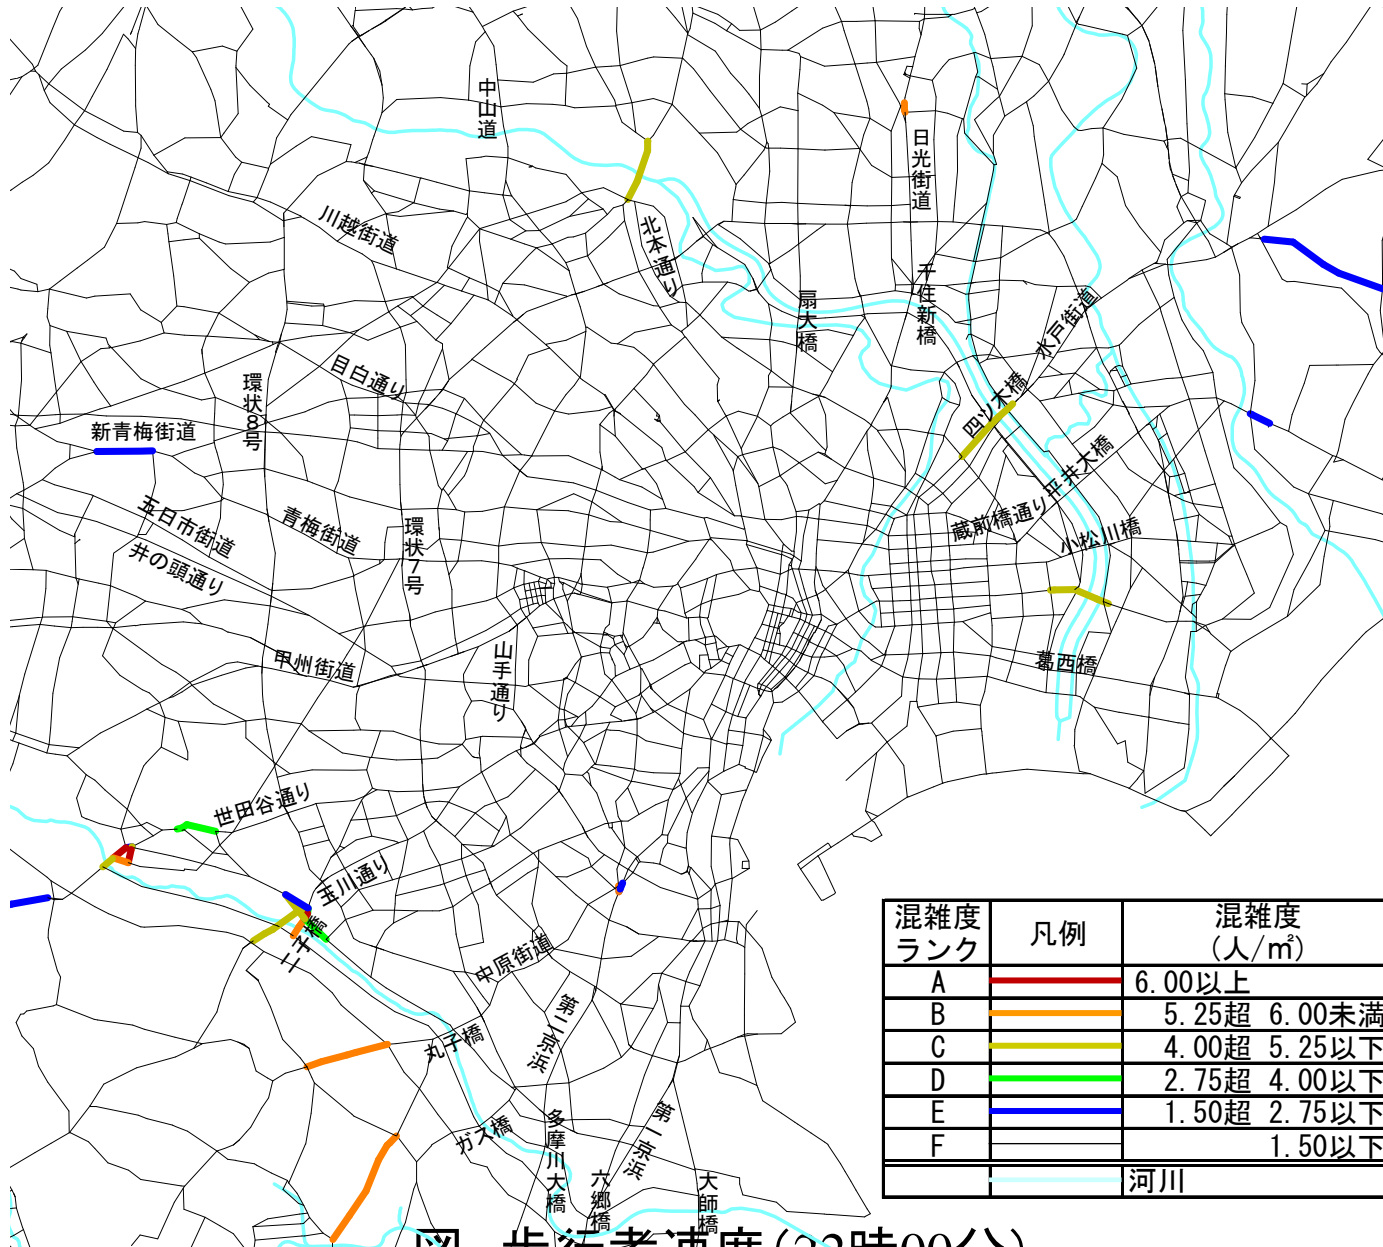 中山道
日光街道
川越街道
北本通り
千住新橋
扇大橋
水戸街道
目白通り
環状8号
四ツ木橋
新青梅街道
平井大橋
五日市街道
青梅街道
環状7号
蔵前橋通り
小松川橋
井の頭通り
甲州街道
山手通り
葛西橋
世田谷通り
玉川通り
二子橋
中原街道
第二京浜
丸子橋
ガス橋
多摩川大橋
第一京浜
六郷橋
大師橋
混雑度ランク 凡例 混雑度(人/㎡)
A 6.00以上
B 5.25超 6.00未満
C 4.00超 5.25以下
D 2.75超 4.00以下
E 1.50超 2.75以下
F 1.50以下
河川